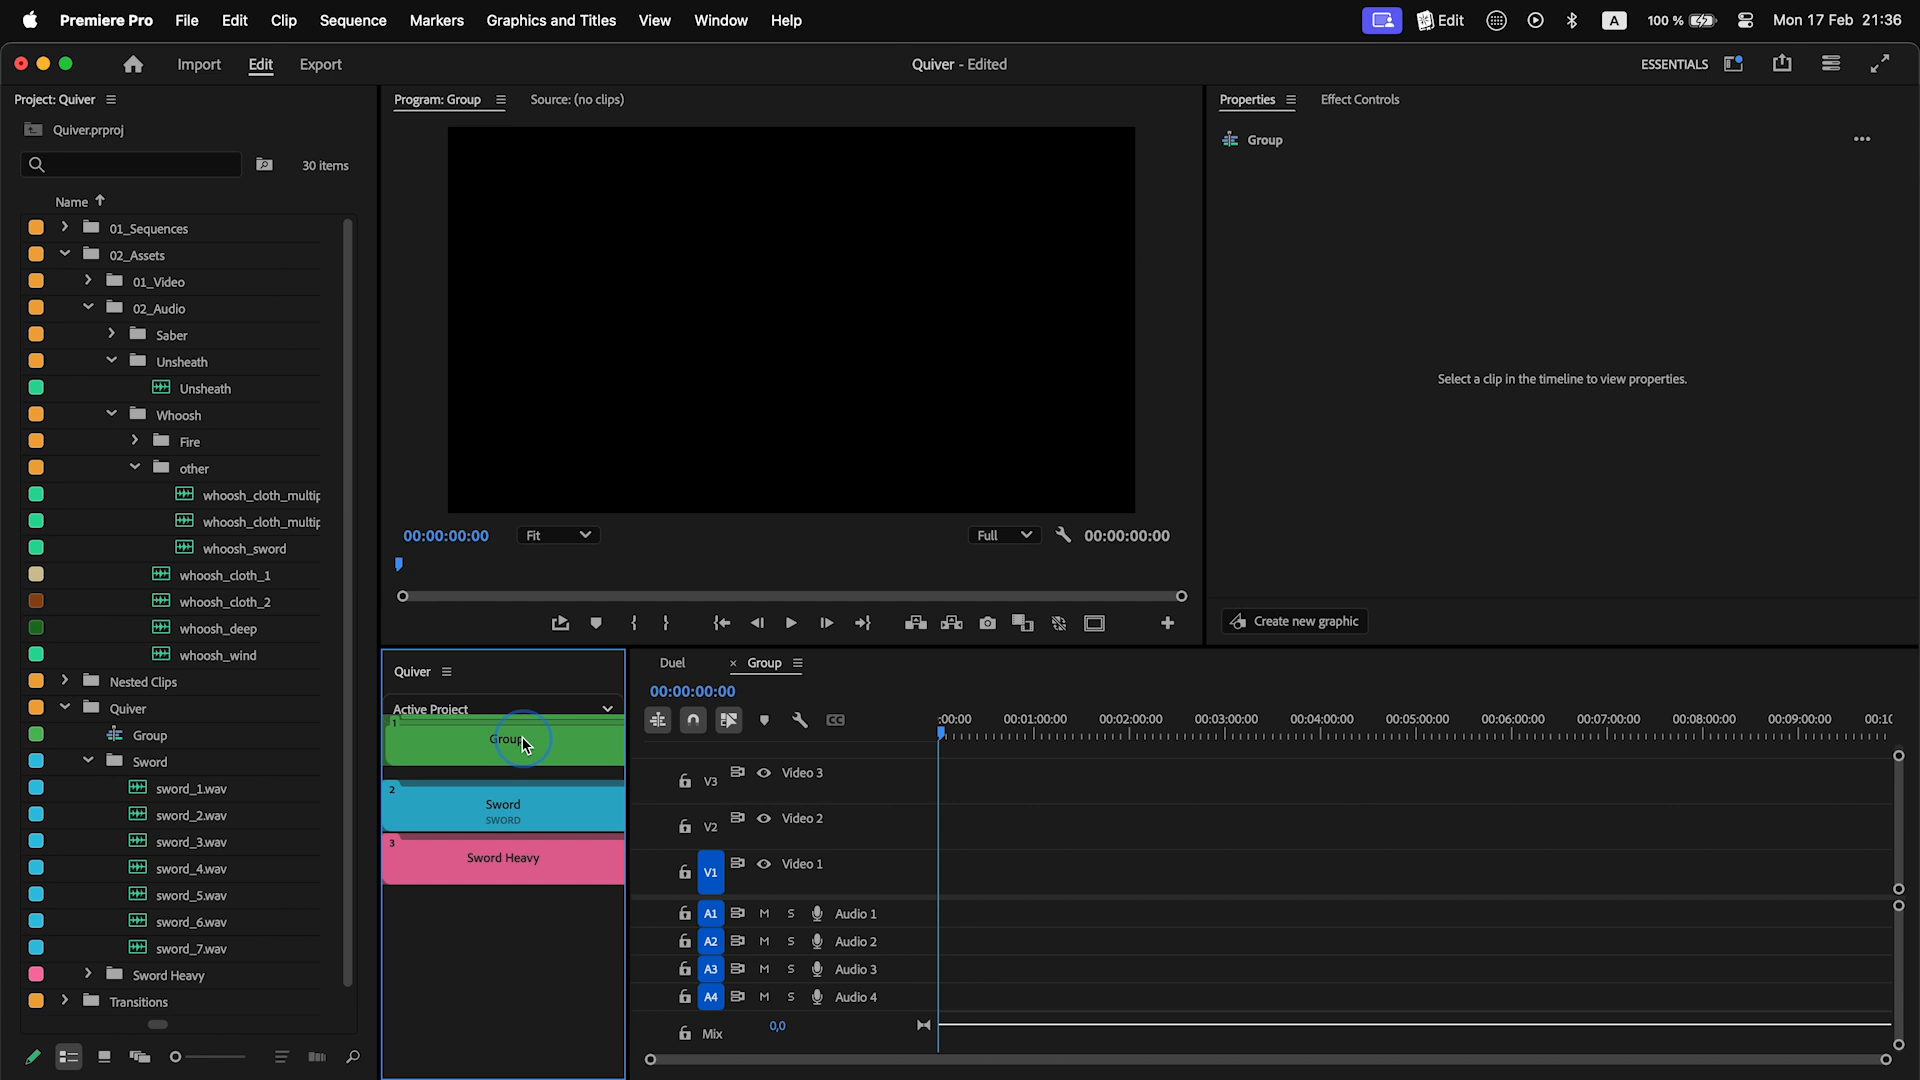 Premiere Pro File Edit Clip Sequence Markers Graphics and Titles View Window Help
Edit A 100 % Mon 17 Feb 21:36
Import Edit Export
Quiver - Edited
ESSENTIALS
Project: Quiver
Quiver.prproj
30 items
Name
01_Sequences
02_Assets
01_Video
02_Audio
Saber
Unsheath
Unsheath
Whoosh
Fire
other
whoosh_cloth_multip
whoosh_cloth_multip
whoosh_sword
whoosh_cloth_1
whoosh_cloth_2
whoosh_deep
whoosh_wind
Nested Clips
Quiver
Group
Sword
sword_1.wav
sword_2.wav
sword_3.wav
sword_4.wav
sword_5.wav
sword_6.wav
sword_7.wav
Sword Heavy
Transitions
Program: Group Source: (no clips)
00:00:00:00 Fit Full 00:00:00:00
Properties Effect Controls
Group
Select a clip in the timeline to view properties.
Create new graphic
Quiver
Active Project
1
Group
2
Sword
SWORD
3
Sword Heavy
Duel × Group
00:00:00:00
CC
:00:00 00:01:00:00 00:02:00:00 00:03:00:00 00:04:00:00 00:05:00:00 00:06:00:00 00:07:00:00 00:08:00:00 00:09:00:00 00:10
V3 Video 3
V2 Video 2
V1 Video 1
A1 M S Audio 1
A2 M S Audio 2
A3 M S Audio 3
A4 M S Audio 4
Mix 0,0